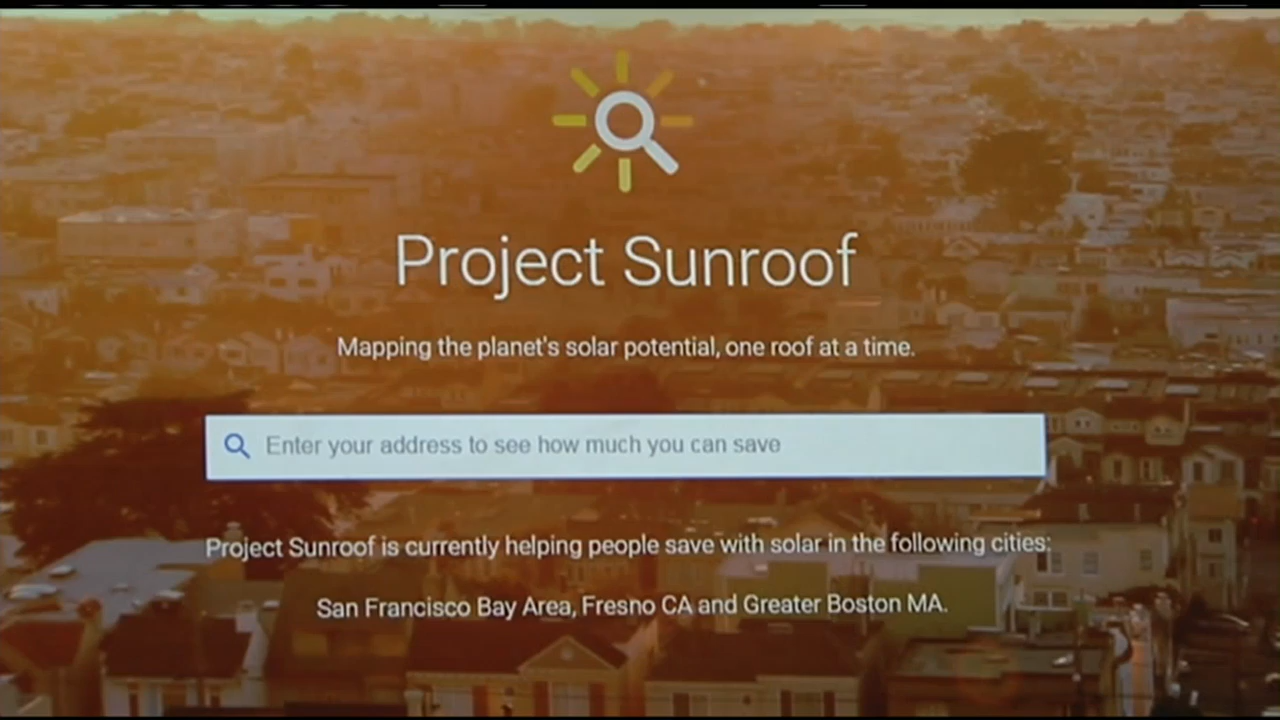 Project Sunroof
Mapping the planet's solar potential, one roof at a time.
Enter your address to see how much you can save
Project Sunroof is currently helping people save with solar in the following cities:
San Francisco Bay Area, Fresno CA and Greater Boston MA.